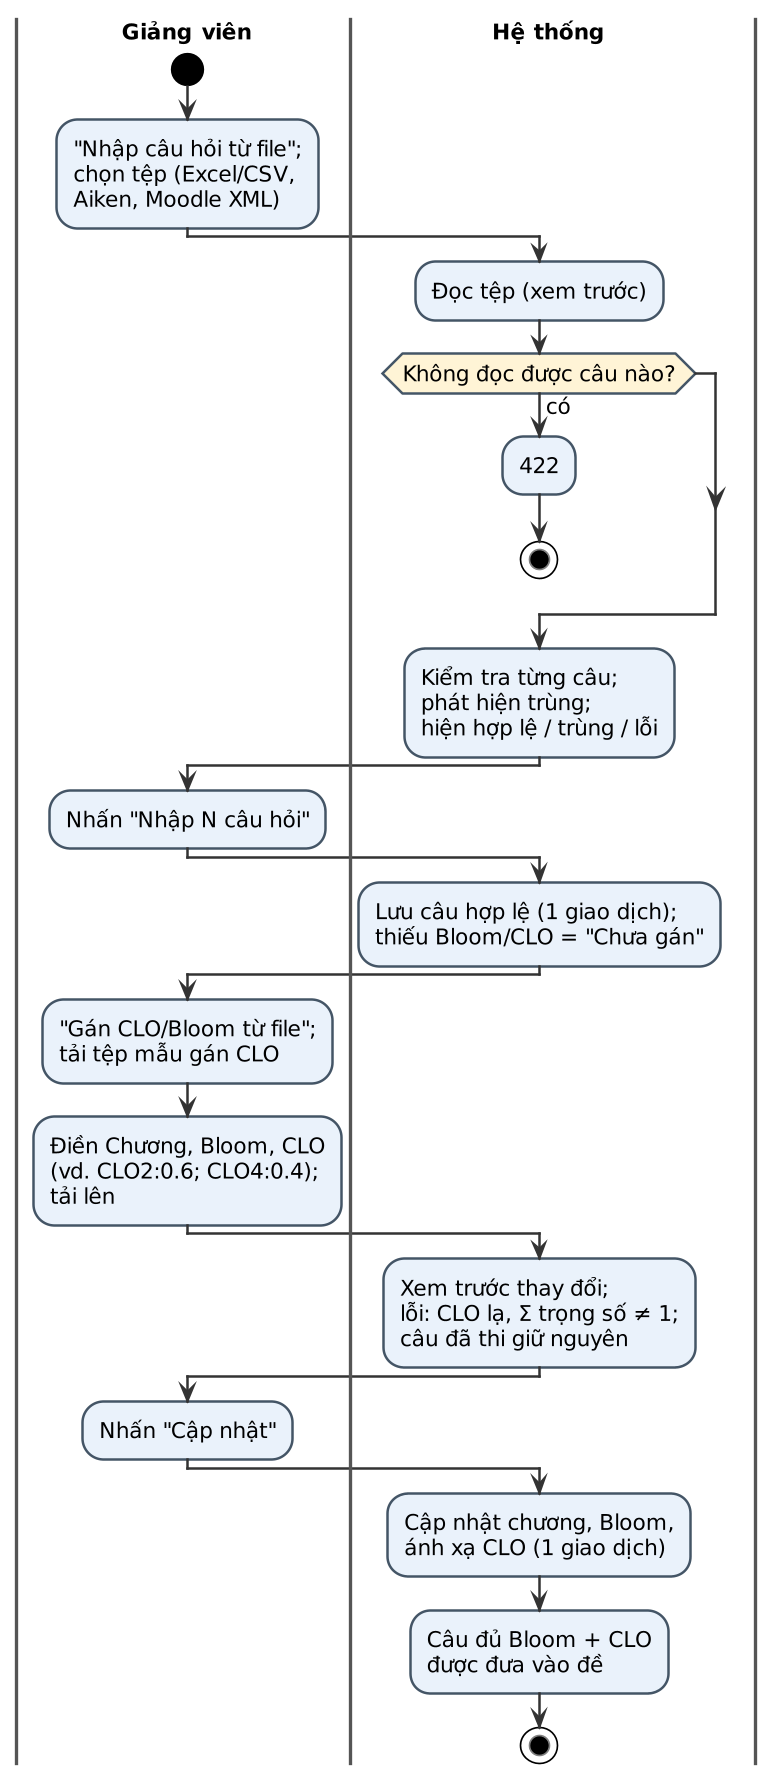 Giảng viên
Hệ thống
"Nhập câu hỏi từ file";
chọn tệp (Excel/CSV,
Aiken, Moodle XML)
Đọc tệp (xem trước)
Không đọc được câu nào?
có
422
Kiểm tra từng câu;
phát hiện trùng;
hiện hợp lệ / trùng / lỗi
Nhấn "Nhập N câu hỏi"
Lưu câu hợp lệ (1 giao dịch);
thiếu Bloom/CLO = "Chưa gán"
"Gán CLO/Bloom từ file";
tải tệp mẫu gán CLO
Điền Chương, Bloom, CLO
(vd. CLO2:0.6; CLO4:0.4);
tải lên
Xem trước thay đổi;
lỗi: CLO lạ, Σ trọng số ≠ 1;
câu đã thi giữ nguyên
Nhấn "Cập nhật"
Cập nhật chương, Bloom,
ánh xạ CLO (1 giao dịch)
Câu đủ Bloom + CLO
được đưa vào đề